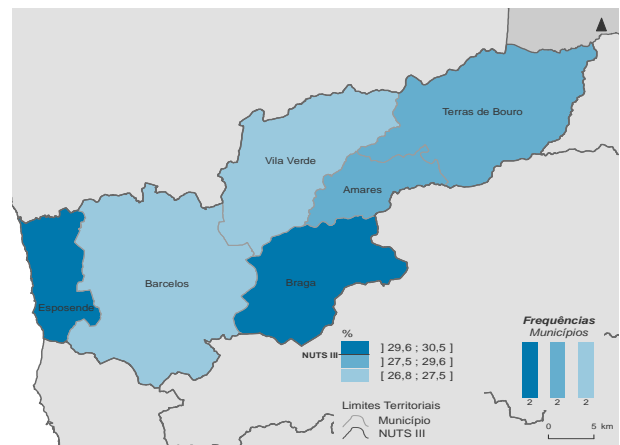 Terras de Bouro
Vila Verde
Amares
Barcelos
Braga
Esposende
%
NUTS III
] 29,6 ; 30,5 ]
] 27,5 ; 29,6 ]
[ 26,8 ; 27,5 ]
Limites Territoriais
Município
NUTS III
Frequências
Municípios
2 2 2
0 5 km